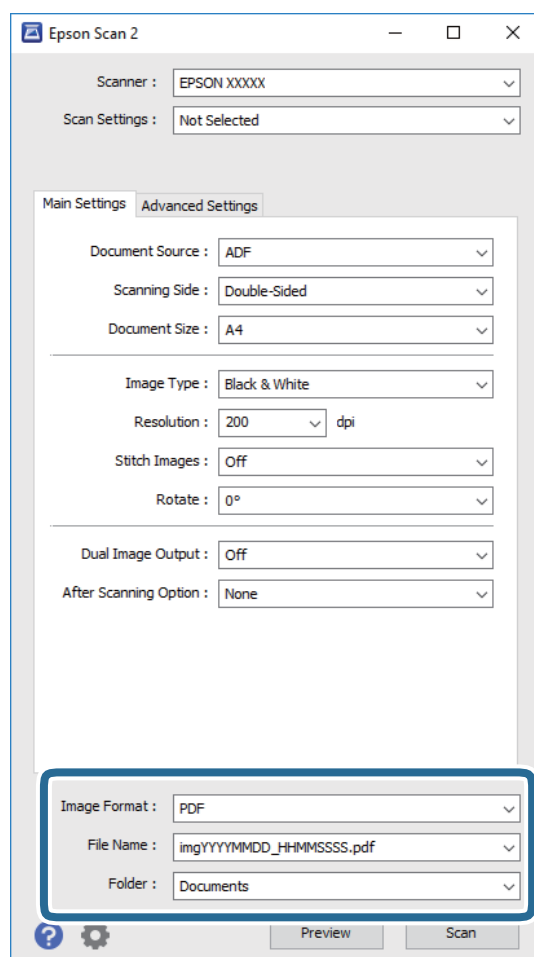 Epson Scan 2
Scanner : EPSON XXXXX
Scan Settings : Not Selected
Main Settings Advanced Settings
Document Source : ADF
Scanning Side : Double-Sided
Document Size : A4
Image Type : Black & White
Resolution : 200 dpi
Stitch Images : Off
Rotate : 0°
Dual Image Output : Off
After Scanning Option : None
Image Format : PDF
File Name : imgYYYYMMDD_HHMMSSSS.pdf
Folder : Documents
? Preview Scan